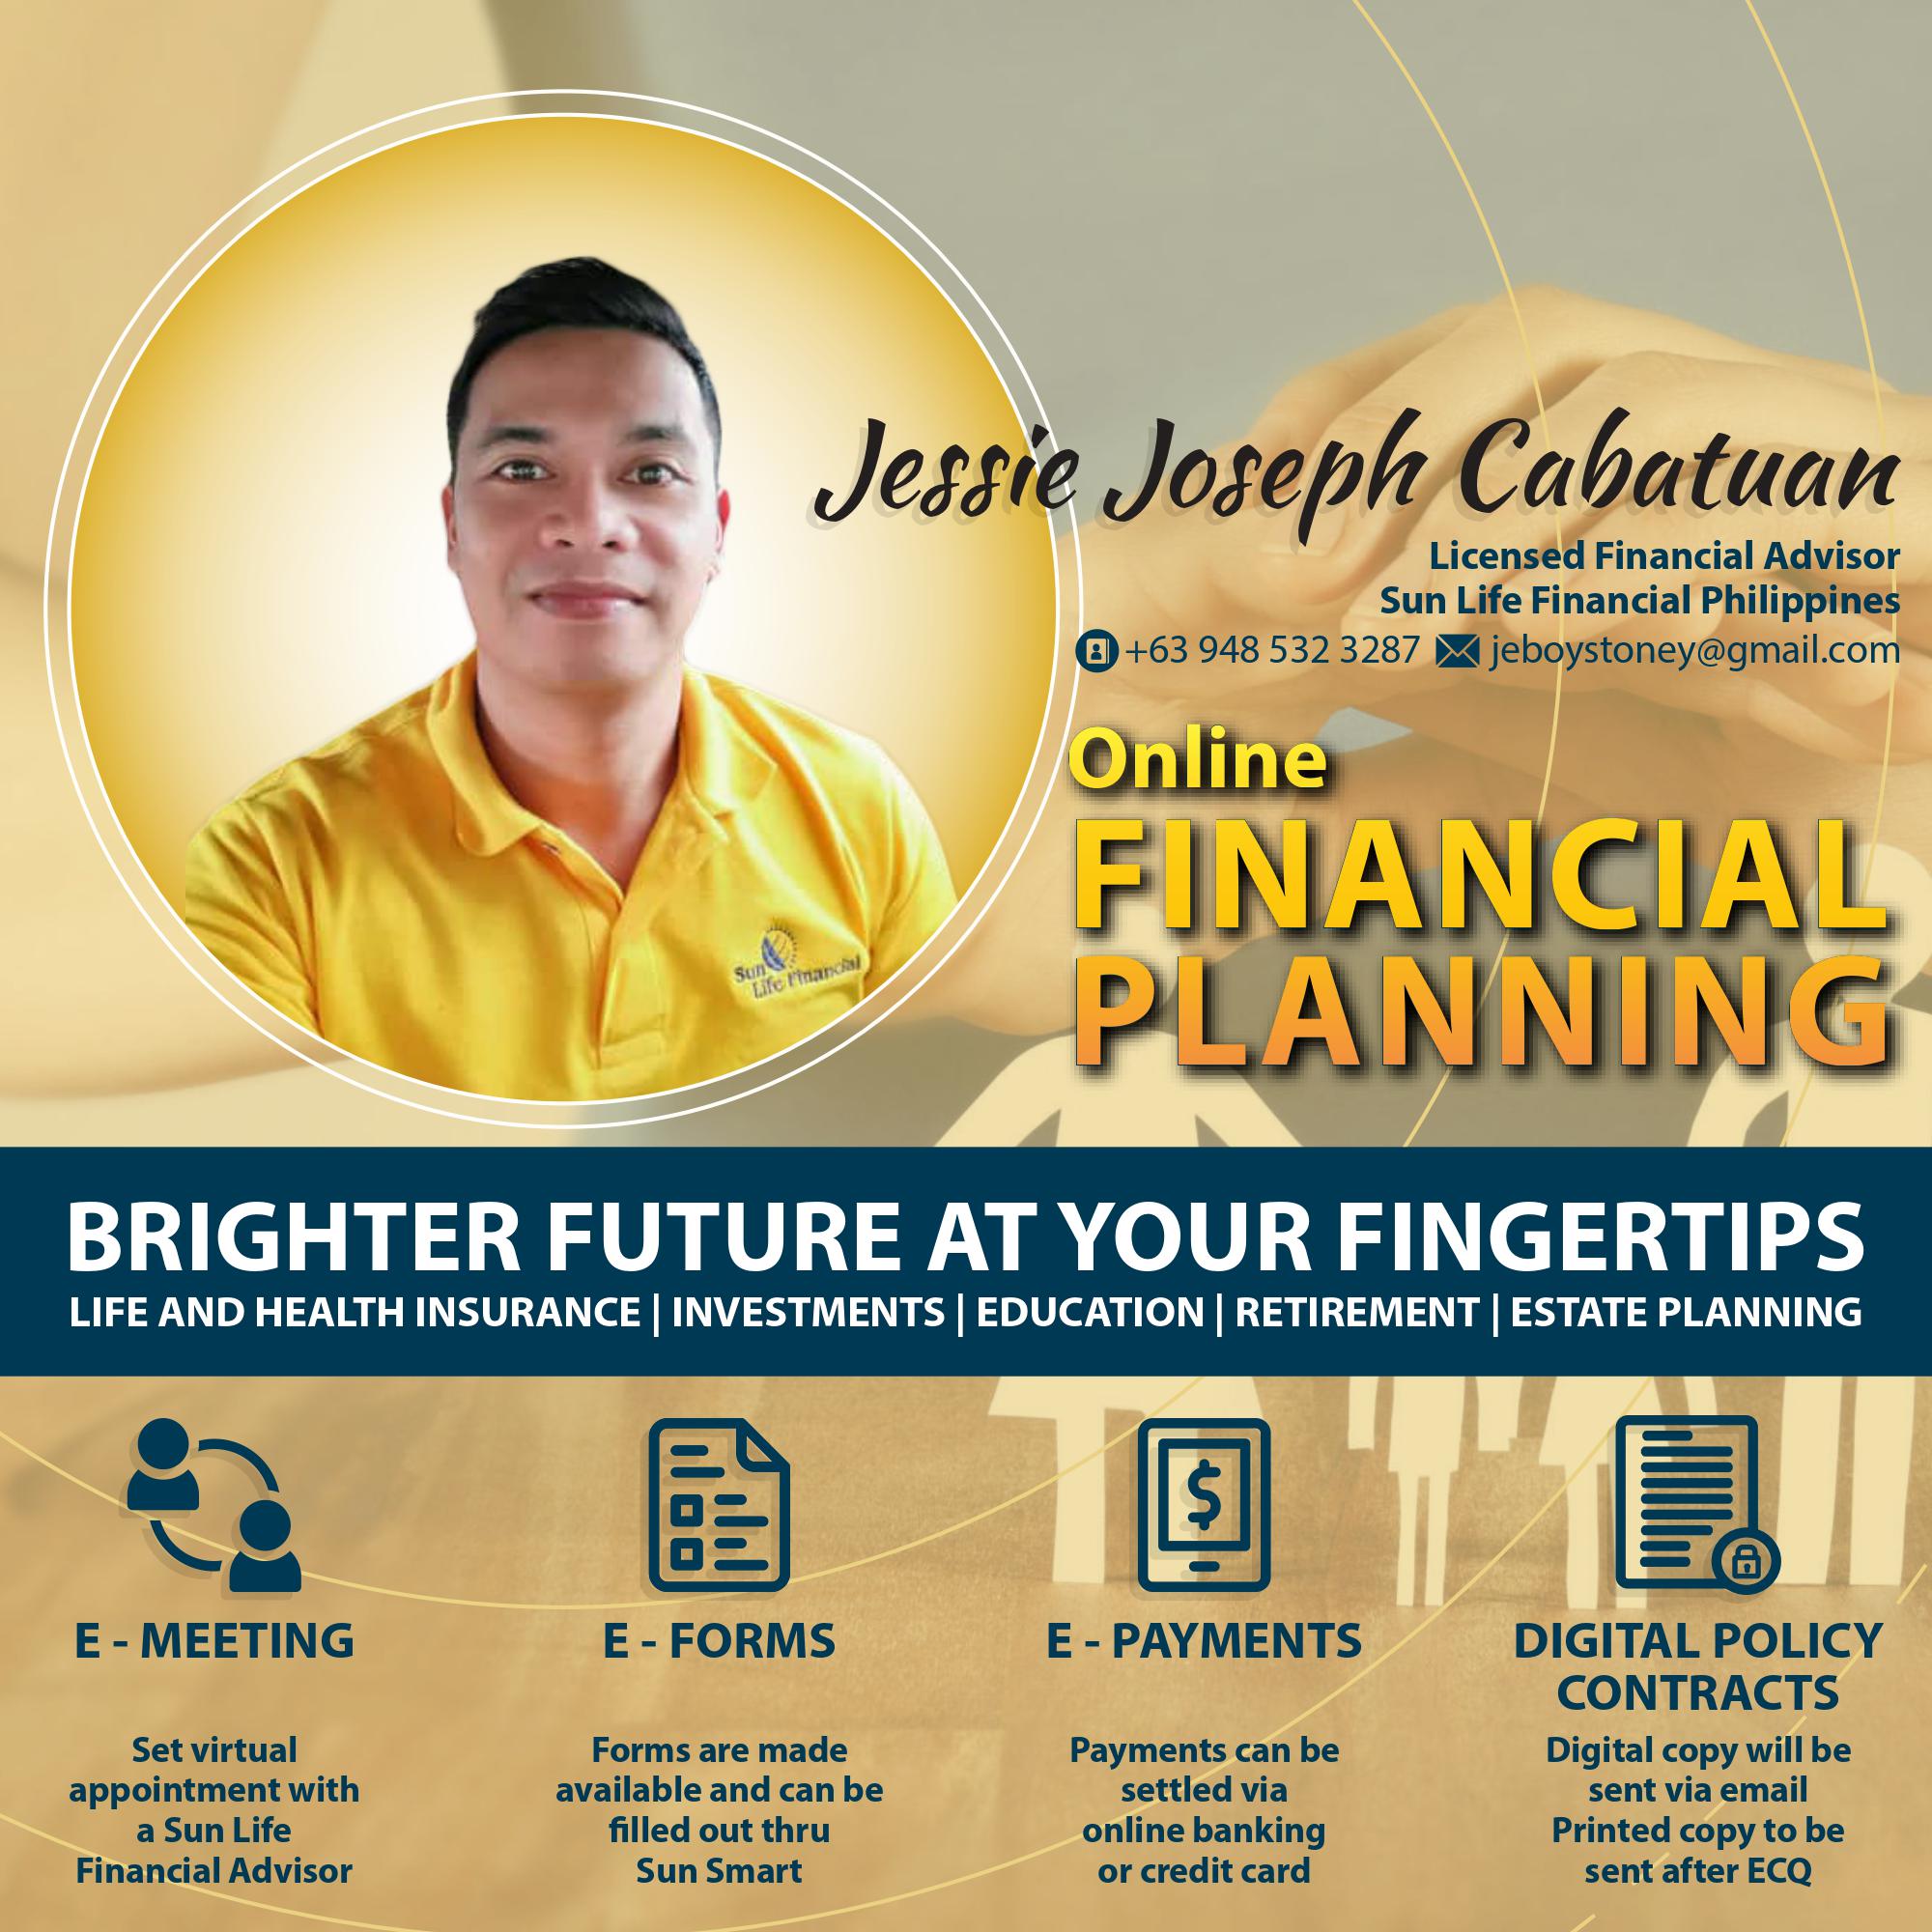 Jessie Joseph Cabatuan
Licensed Financial Advisor
Sun Life Financial Philippines
+63 948 532 3287 jeboystoney@gmail.com
Online
FINANCIAL
PLANNING
Sun
Life Financial
BRIGHTER FUTURE AT YOUR FINGERTIPS
LIFE AND HEALTH INSURANCE | INVESTMENTS | EDUCATION | RETIREMENT | ESTATE PLANNING
E - MEETING
Set virtual
appointment with
a Sun Life
Financial Advisor
E - FORMS
Forms are made
available and can be
filled out thru
Sun Smart
$
E - PAYMENTS
Payments can be
settled via
online banking
or credit card
DIGITAL POLICY
CONTRACTS
Digital copy will be
sent via email
Printed copy to be
sent after ECQ